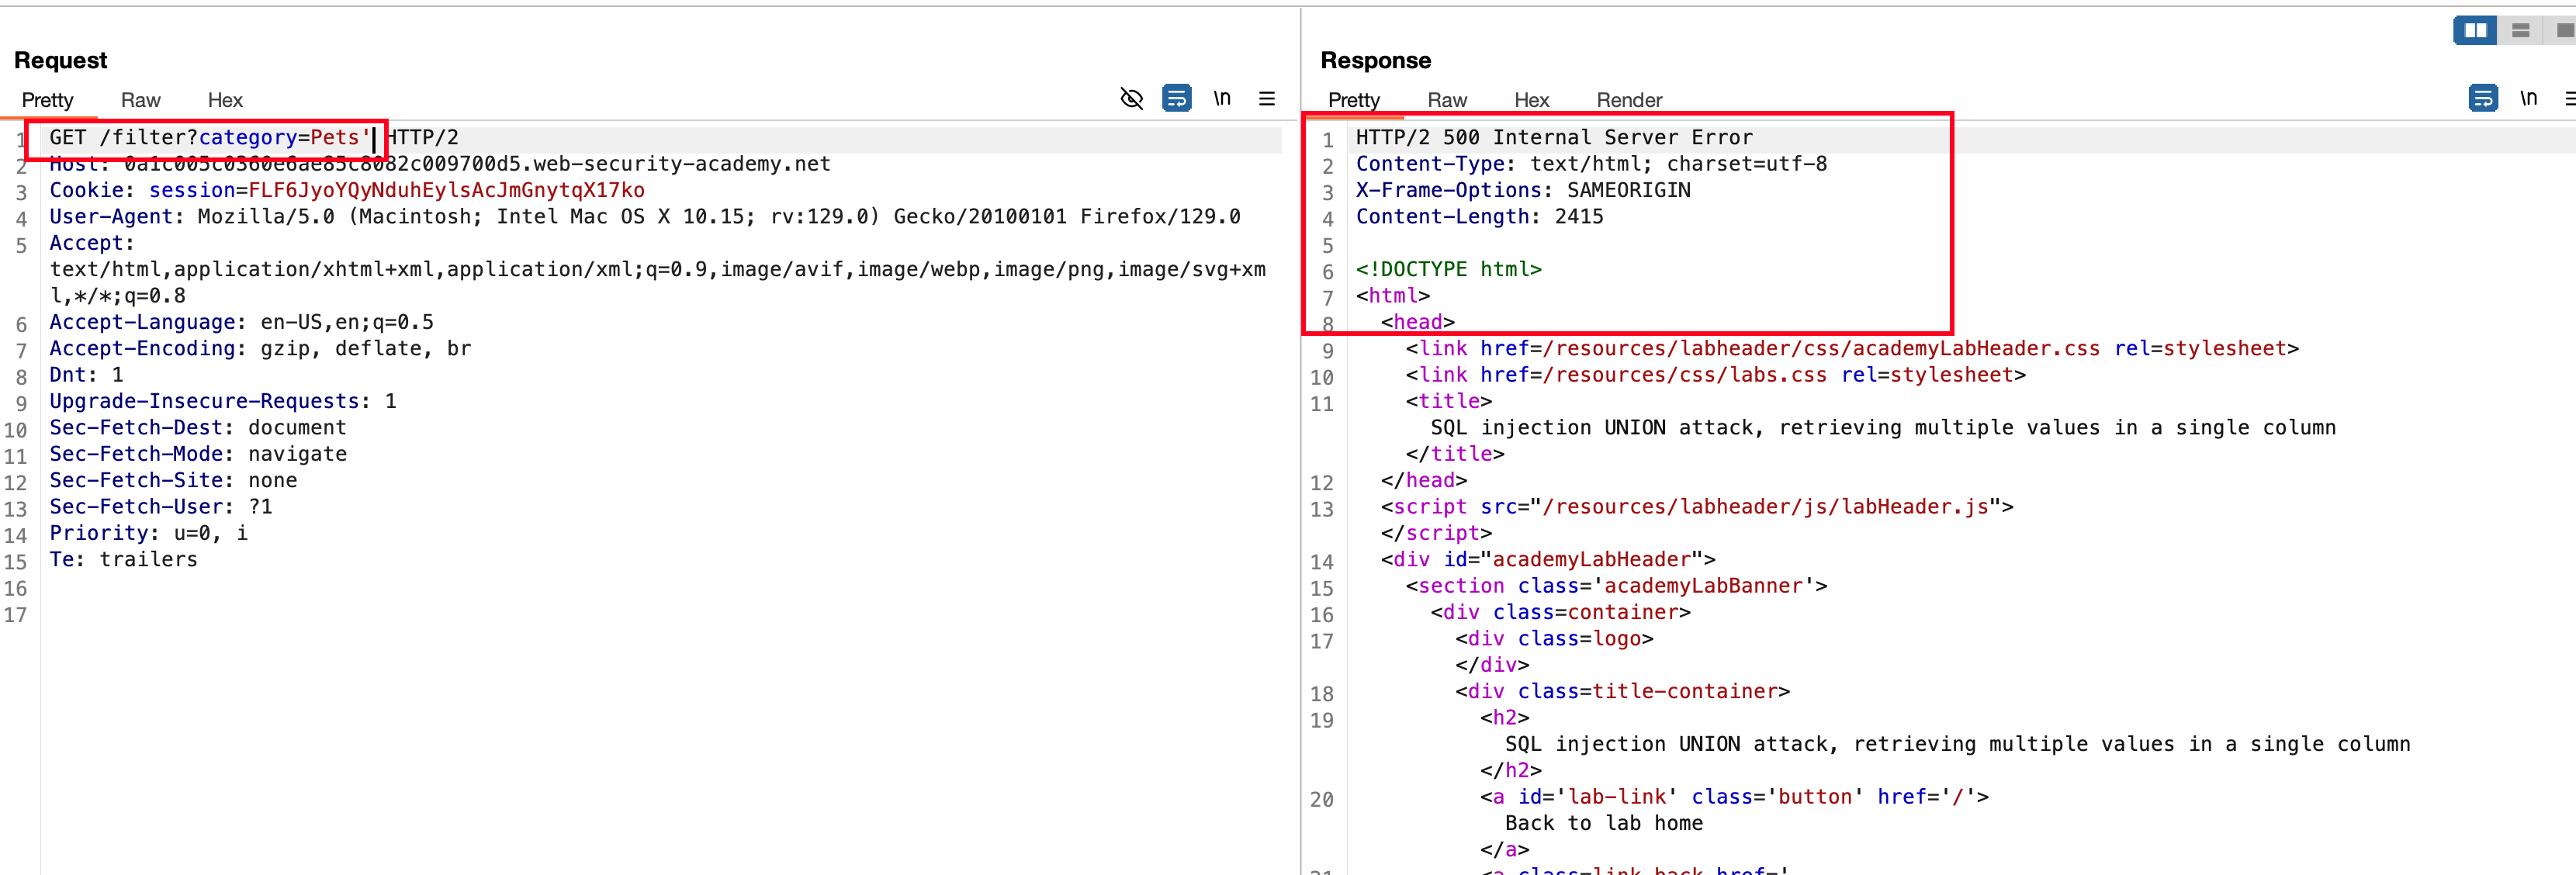 Request
Pretty Raw Hex
\n
1 GET /filter?category=Pets' HTTP/2
2 Host: 0a1c005c0360e6ae85c8082c009700d5.web-security-academy.net
3 Cookie: session=FLF6JyoYQyNduhEylsAcJmGnytqX17ko
4 User-Agent: Mozilla/5.0 (Macintosh; Intel Mac OS X 10.15; rv:129.0) Gecko/20100101 Firefox/129.0
5 Accept:
text/html,application/xhtml+xml,application/xml;q=0.9,image/avif,image/webp,image/png,image/svg+xm
l,*/*;q=0.8
6 Accept-Language: en-US,en;q=0.5
7 Accept-Encoding: gzip, deflate, br
8 Dnt: 1
9 Upgrade-Insecure-Requests: 1
10 Sec-Fetch-Dest: document
11 Sec-Fetch-Mode: navigate
12 Sec-Fetch-Site: none
13 Sec-Fetch-User: ?1
14 Priority: u=0, i
15 Te: trailers
16
17
Response
Pretty Raw Hex Render
\n
1 HTTP/2 500 Internal Server Error
2 Content-Type: text/html; charset=utf-8
3 X-Frame-Options: SAMEORIGIN
4 Content-Length: 2415
5
6 <!DOCTYPE html>
7 <html>
8 <head>
9 <link href=/resources/labheader/css/academyLabHeader.css rel=stylesheet>
10 <link href=/resources/css/labs.css rel=stylesheet>
11 <title>
SQL injection UNION attack, retrieving multiple values in a single column
</title>
12 </head>
13 <script src="/resources/labheader/js/labHeader.js">
</script>
14 <div id="academyLabHeader">
15 <section class='academyLabBanner'>
16 <div class=container>
17 <div class=logo>
</div>
18 <div class=title-container>
19 <h2>
SQL injection UNION attack, retrieving multiple values in a single column
</h2>
20 <a id='lab-link' class='button' href='/'>
Back to lab home
</a>
21 <a class=link-back href='